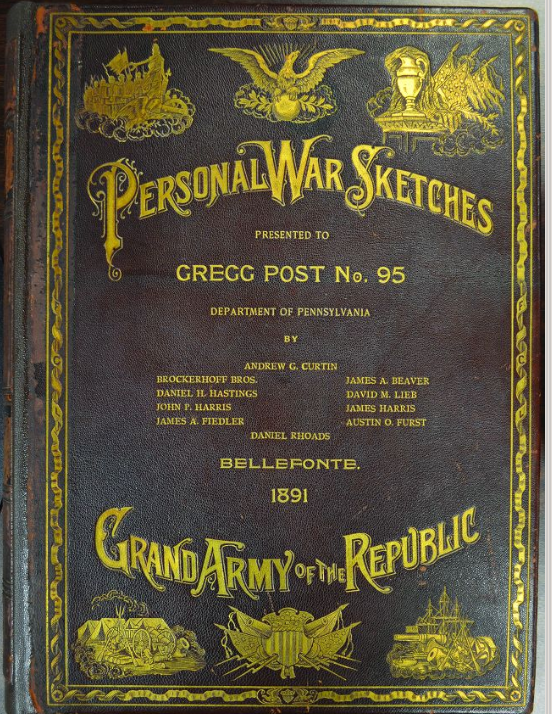 PERSONAL WAR SKETCHES
PRESENTED TO
GREGG POST No. 95
DEPARTMENT OF PENNSYLVANIA
BY
ANDREW G. CURTIN
BROCKERHOFF BROS. JAMES A. BEAVER
DANIEL H. HASTINGS DAVID M. LIEB
JOHN P. HARRIS JAMES HARRIS
JAMES A. FIEDLER AUSTIN O. FURST
DANIEL RHOADS
BELLEFONTE.
1891
GRAND ARMY OF THE REPUBLIC